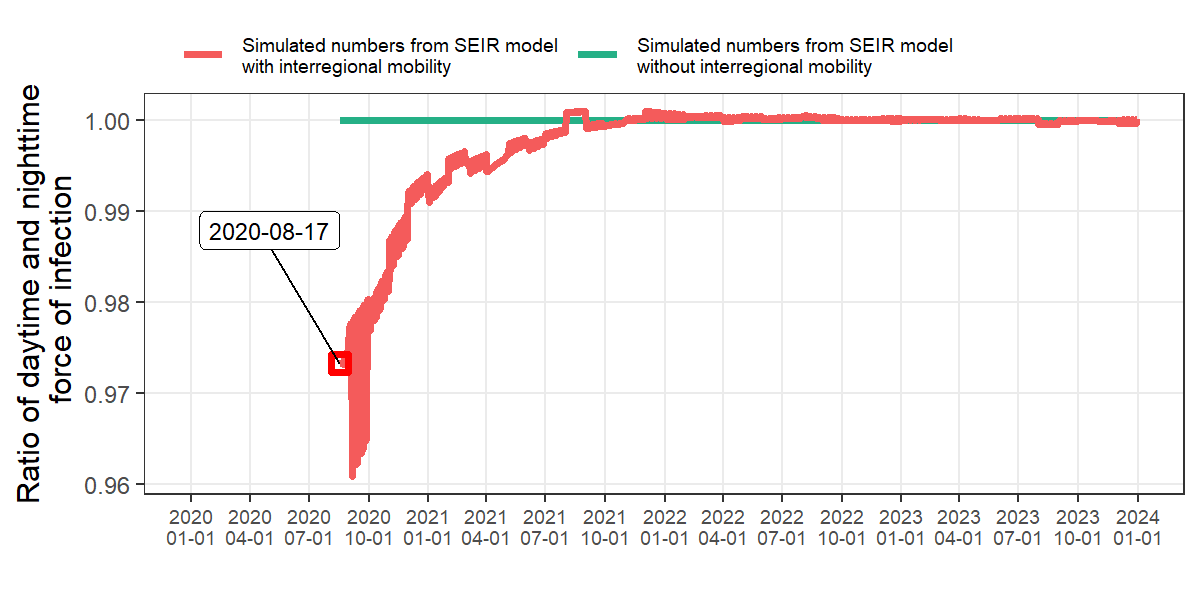 Simulated numbers from SEIR model
with interregional mobility
Simulated numbers from SEIR model
without interregional mobility
Ratio of daytime and nighttime
force of infection
1.00
0.99
0.98
0.97
0.96
2020-08-17
2020 2020 2020 2020 2021 2021 2021 2021 2022 2022 2022 2022 2023 2023 2023 2023 2024
01-01 04-01 07-01 10-01 01-01 04-01 07-01 10-01 01-01 04-01 07-01 10-01 01-01 04-01 07-01 10-01 01-01